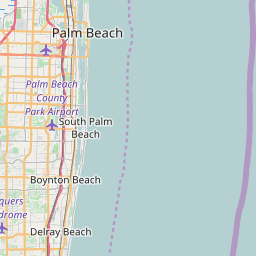 Palm Beach
Palm Beach
County
Park Airport
South Palm
Beach
Boynton Beach
quers
drome
Delray Beach